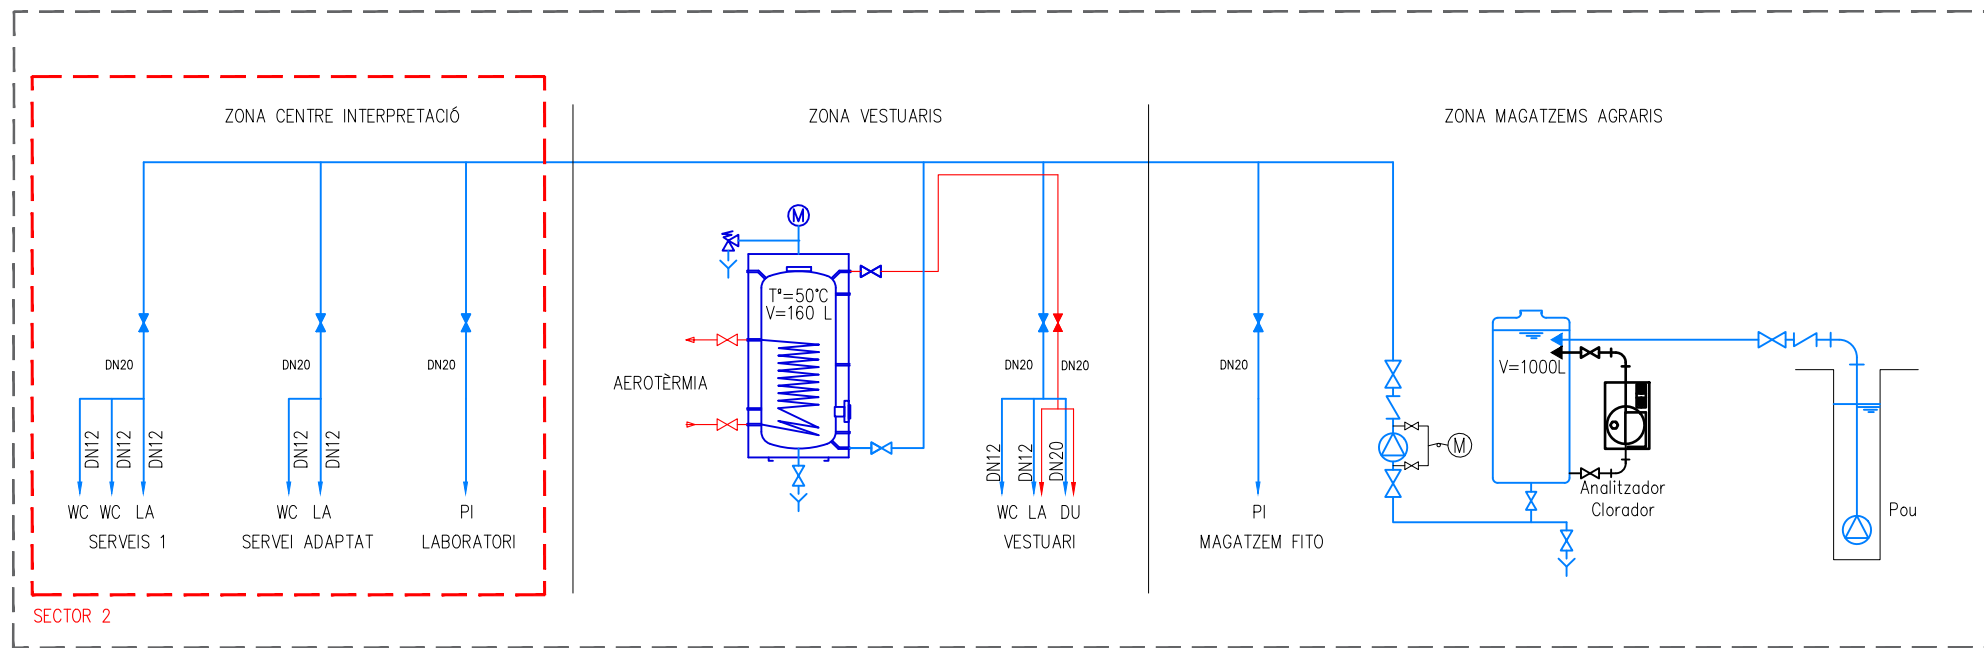 ZONA CENTRE INTERPRETACIÓ
ZONA VESTUARIS
ZONA MAGATZEMS AGRARIS
M
Tª=50°C
V=160 L
AEROTÈRMIA
V=1000L
DN20
DN20
DN20
DN20
DN20
DN20
DN12
DN12
DN12
DN12
DN12
DN12
DN12
DN20
M
Analitzador
Clorador
Pou
WC WC LA
SERVEIS 1
WC LA
SERVEI ADAPTAT
PI
LABORATORI
WC LA DU
VESTUARI
PI
MAGATZEM FITO
SECTOR 2